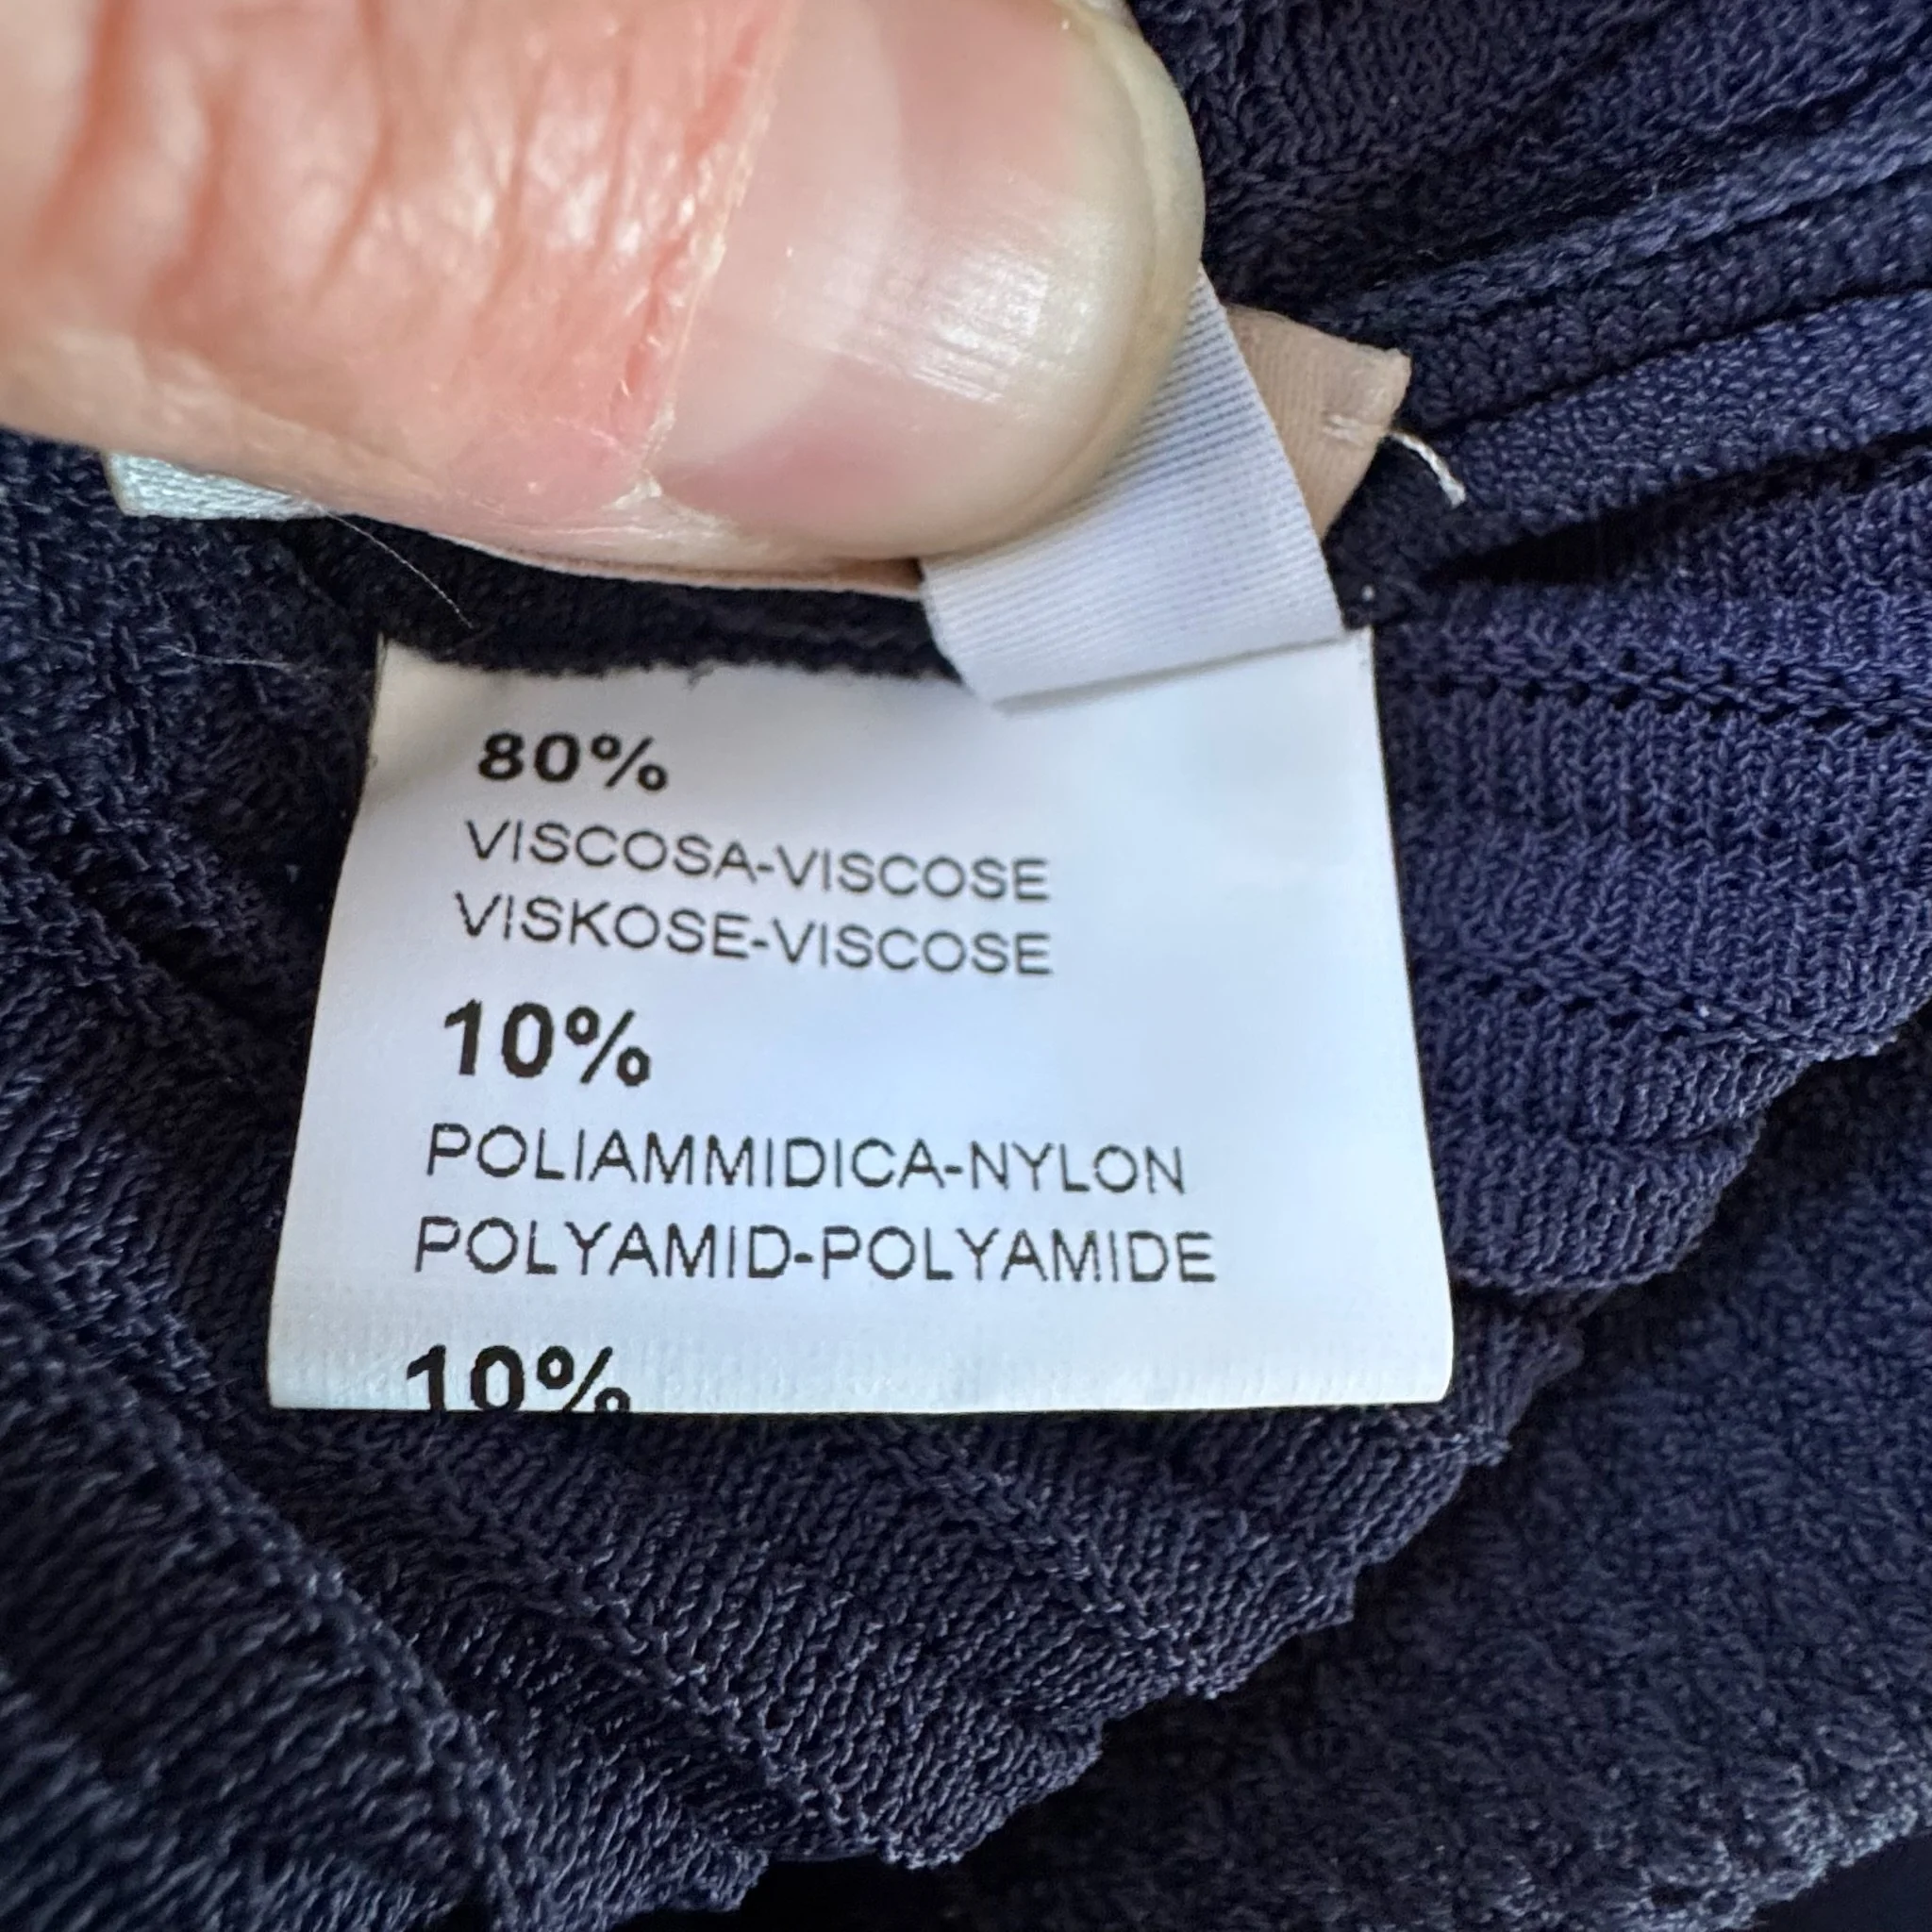 80%
VISCOSA-VISCOSE
VISKOSE-VISCOSE
10%
POLIAMMIDICA-NYLON
POLYAMID-POLYAMIDE
10%